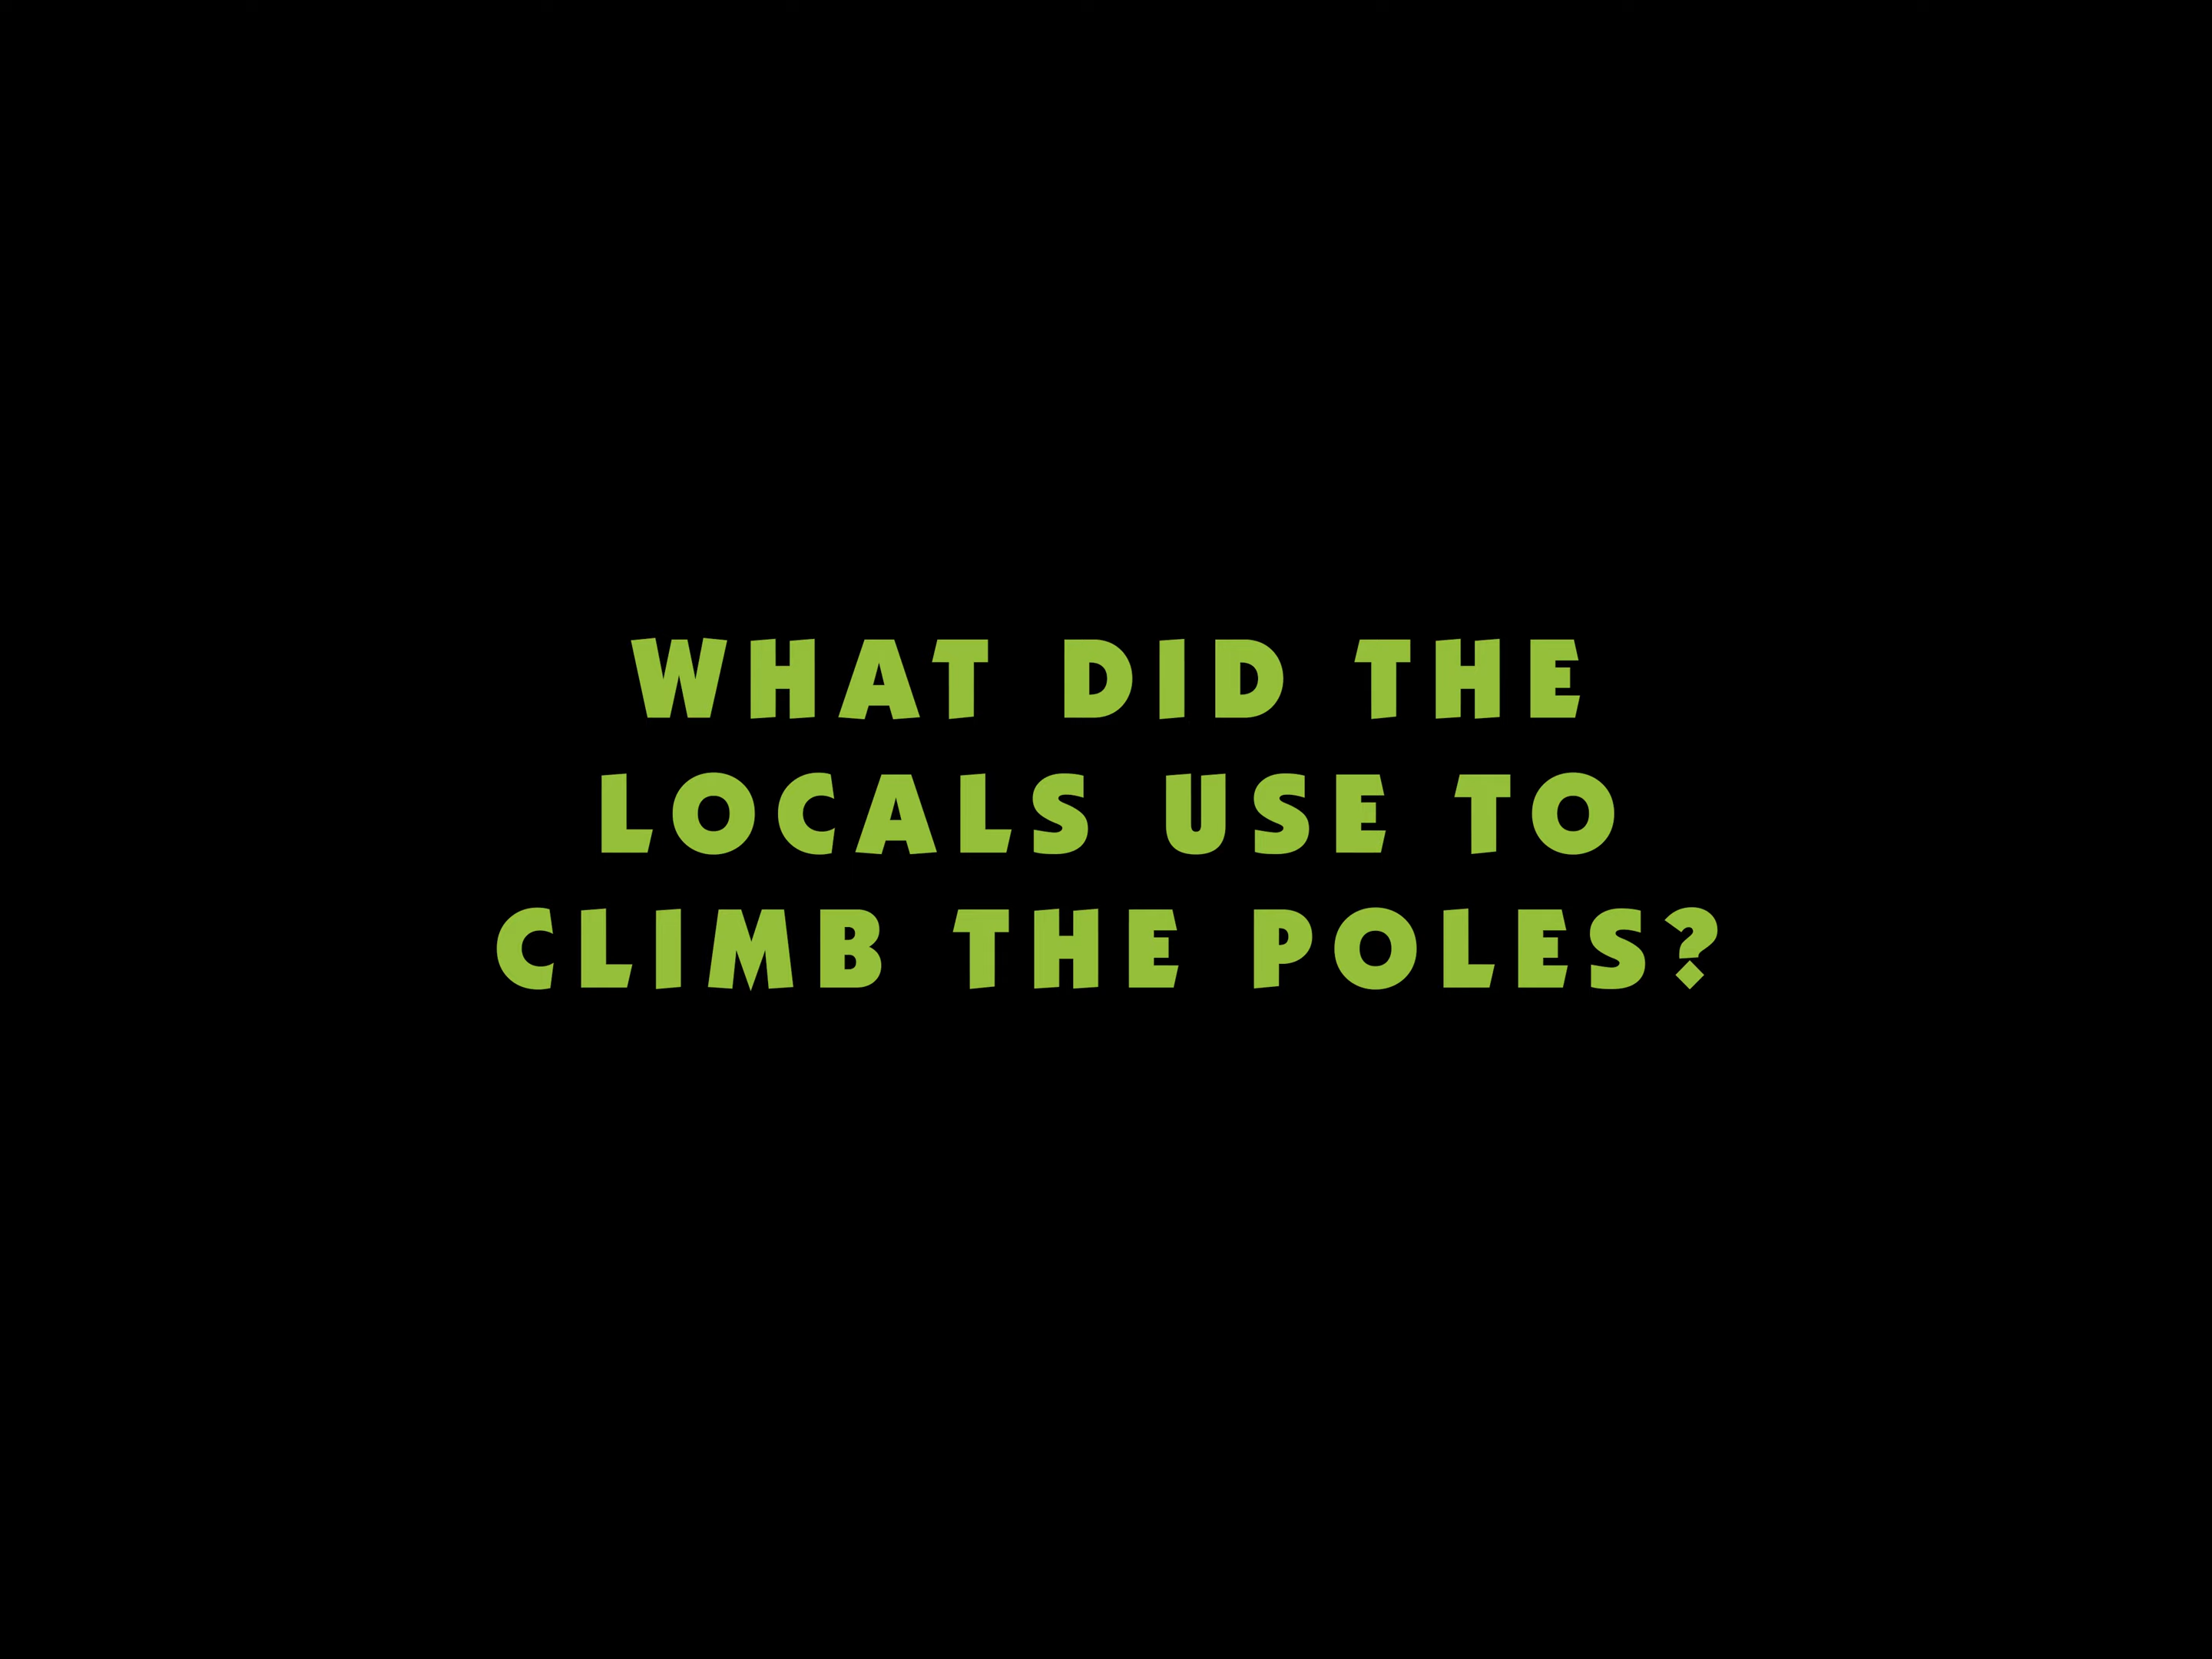 WHAT DID THE
LOCALS USE TO
CLIMB THE POLES?